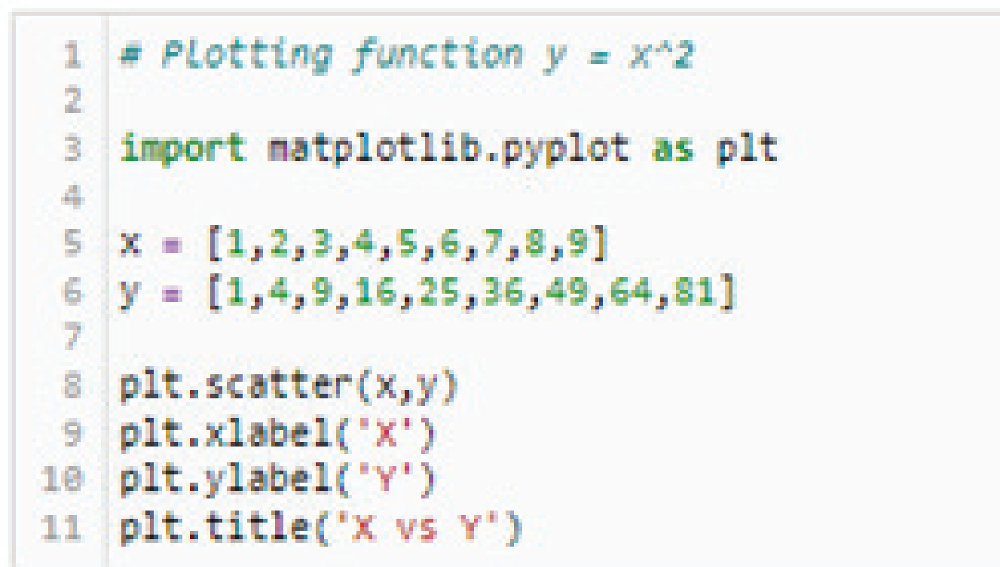 1 # Plotting function y = x^2
2
3 import matplotlib.pyplot as plt
4
5 x = [1,2,3,4,5,6,7,8,9]
6 y = [1,4,9,16,25,36,49,64,81]
7
8 plt.scatter(x,y)
9 plt.xlabel('X')
10 plt.ylabel('Y')
11 plt.title('X vs Y')